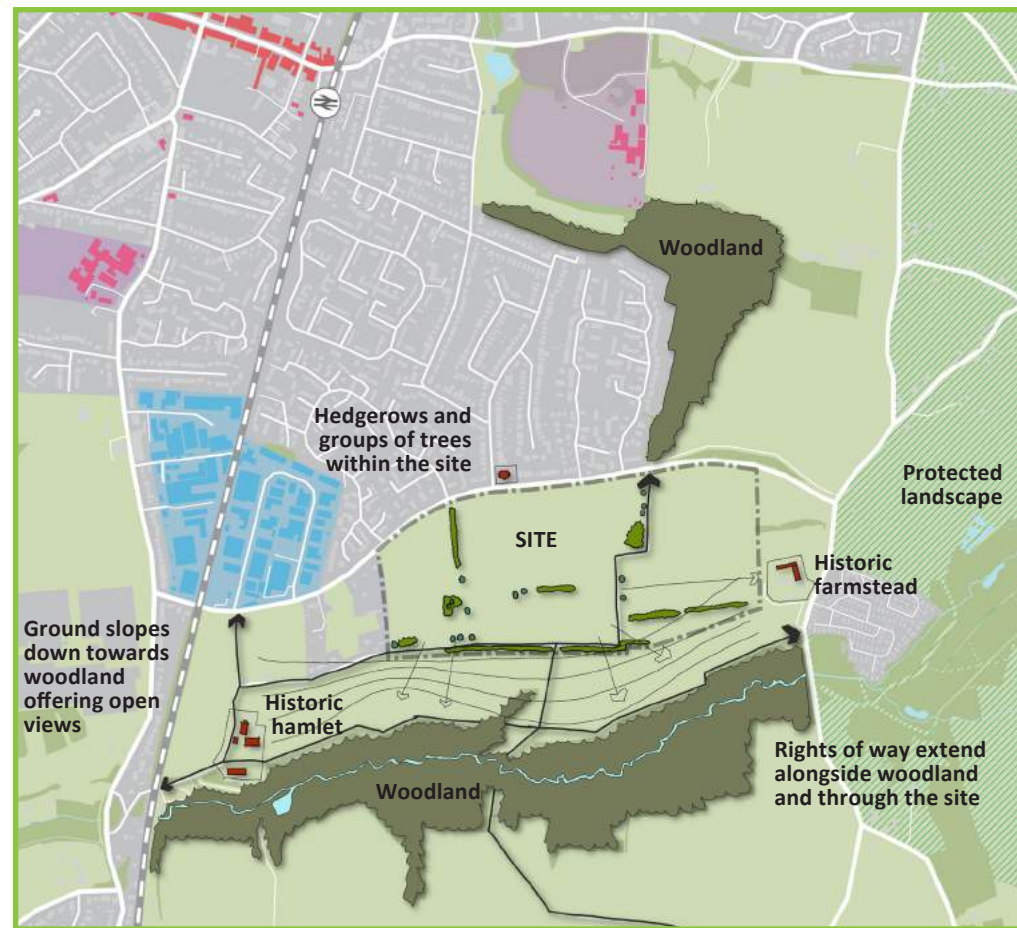 Woodland
Hedgerows and
groups of trees
within the site
Protected
landscape
SITE
Historic
farmstead
Ground slopes
down towards
woodland
offering open
views
Historic
hamlet
Rights of way extend
alongside woodland
and through the site
Woodland